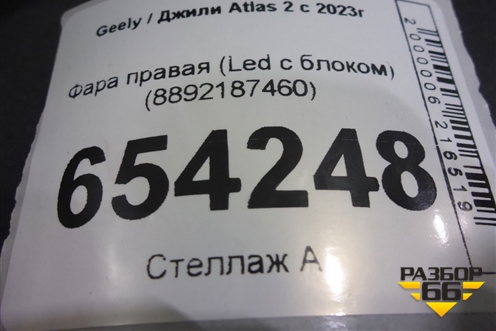 Geely / Джили Atlas 2 с 2023г
Фара правая (Led с блоком)
(8892187460)
654248
Стеллаж А
2000006216519
РАЗБОР
66